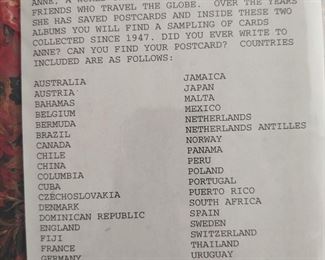 ANNE, A WORLD
FRIENDS WHO TRAVEL THE GLOBE. OVER THE YEARS
SHE HAS SAVED POSTCARDS AND INSIDE THESE TWO
ALBUMS YOU WILL FIND A SAMPLING OF CARDS
COLLECTED SINCE 1947. DID YOU EVER WRITE TO
ANNE? CAN YOU FIND YOUR POSTCARD? COUNTRIES
INCLUDED ARE AS FOLLOWS:
AUSTRALIA
AUSTRIA
BAHAMAS
BELGIUM
BERMUDA
BRAZIL
CANADA
CHILE
CHINA
COLUMBIA
CUBA
CZECHOSLOVAKIA
DENMARK
DOMINICAN REPUBLIC
ENGLAND
FIJI
FRANCE
GERMANY
JAMAICA
JAPAN
MALTA
MEXICO
NETHERLANDS
NETHERLANDS ANTILLES
NORWAY
PANAMA
PERU
POLAND
PORTUGAL
PUERTO RICO
SOUTH AFRICA
SPAIN
SWEDEN
SWITZERLAND
THAILAND
URUGUAY